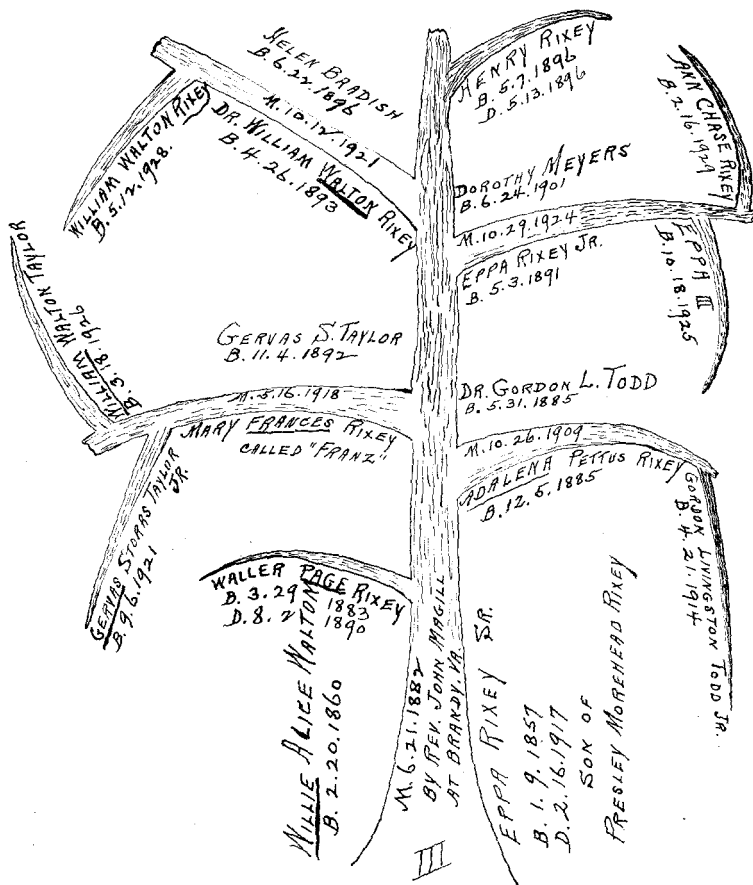 HELEN BRADISH
B. 6.22.1896
M. 10.12.1921
DR. WILLIAM WALTON RIXEY
B. 4.26.1893
WILLIAM WALTON RIXEY
B. 5.12.1928.
HENRY RIXEY
B. 5.7.1896
D. 5.13.1896
ANN CHASE RIXEY
B. 2.16.1929
DOROTHY MEYERS
B. 6.24.1901
M. 10.29.1924
EPPA RIXEY JR.
B. 5.3.1891
EPPA III
B. 10.18.1925
WILLIAM WALTON TAYLOR
B. 3.18.1926
GERVAS S. TAYLOR
B. 11.4.1892
M. 5.16.1918
MARY FRANCES RIXEY
CALLED "FRANZ"
GERVAS STORRS TAYLOR
JR.
B. 9.6.1921
DR. GORDON L. TODD
B. 5.31.1885
M. 10.26.1909
ADALENA PETTUS RIXEY
B. 12.5.1885
GORDON LIVINGSTON TODD JR.
B. 4.21.1914
WALLER PAGE RIXEY
B. 3.29 1883
D. 8.2 1890
WILLIE ALICE WALTON
B. 2.20.1860
M. 6.21.1882
BY REV. JOHN MAGILL
AT BRANDY, VA.
EPPA RIXEY SR.
B. 1.9.1857
D. 2.16.1917
SON OF
PRESLEY MOREHEAD RIXEY
III